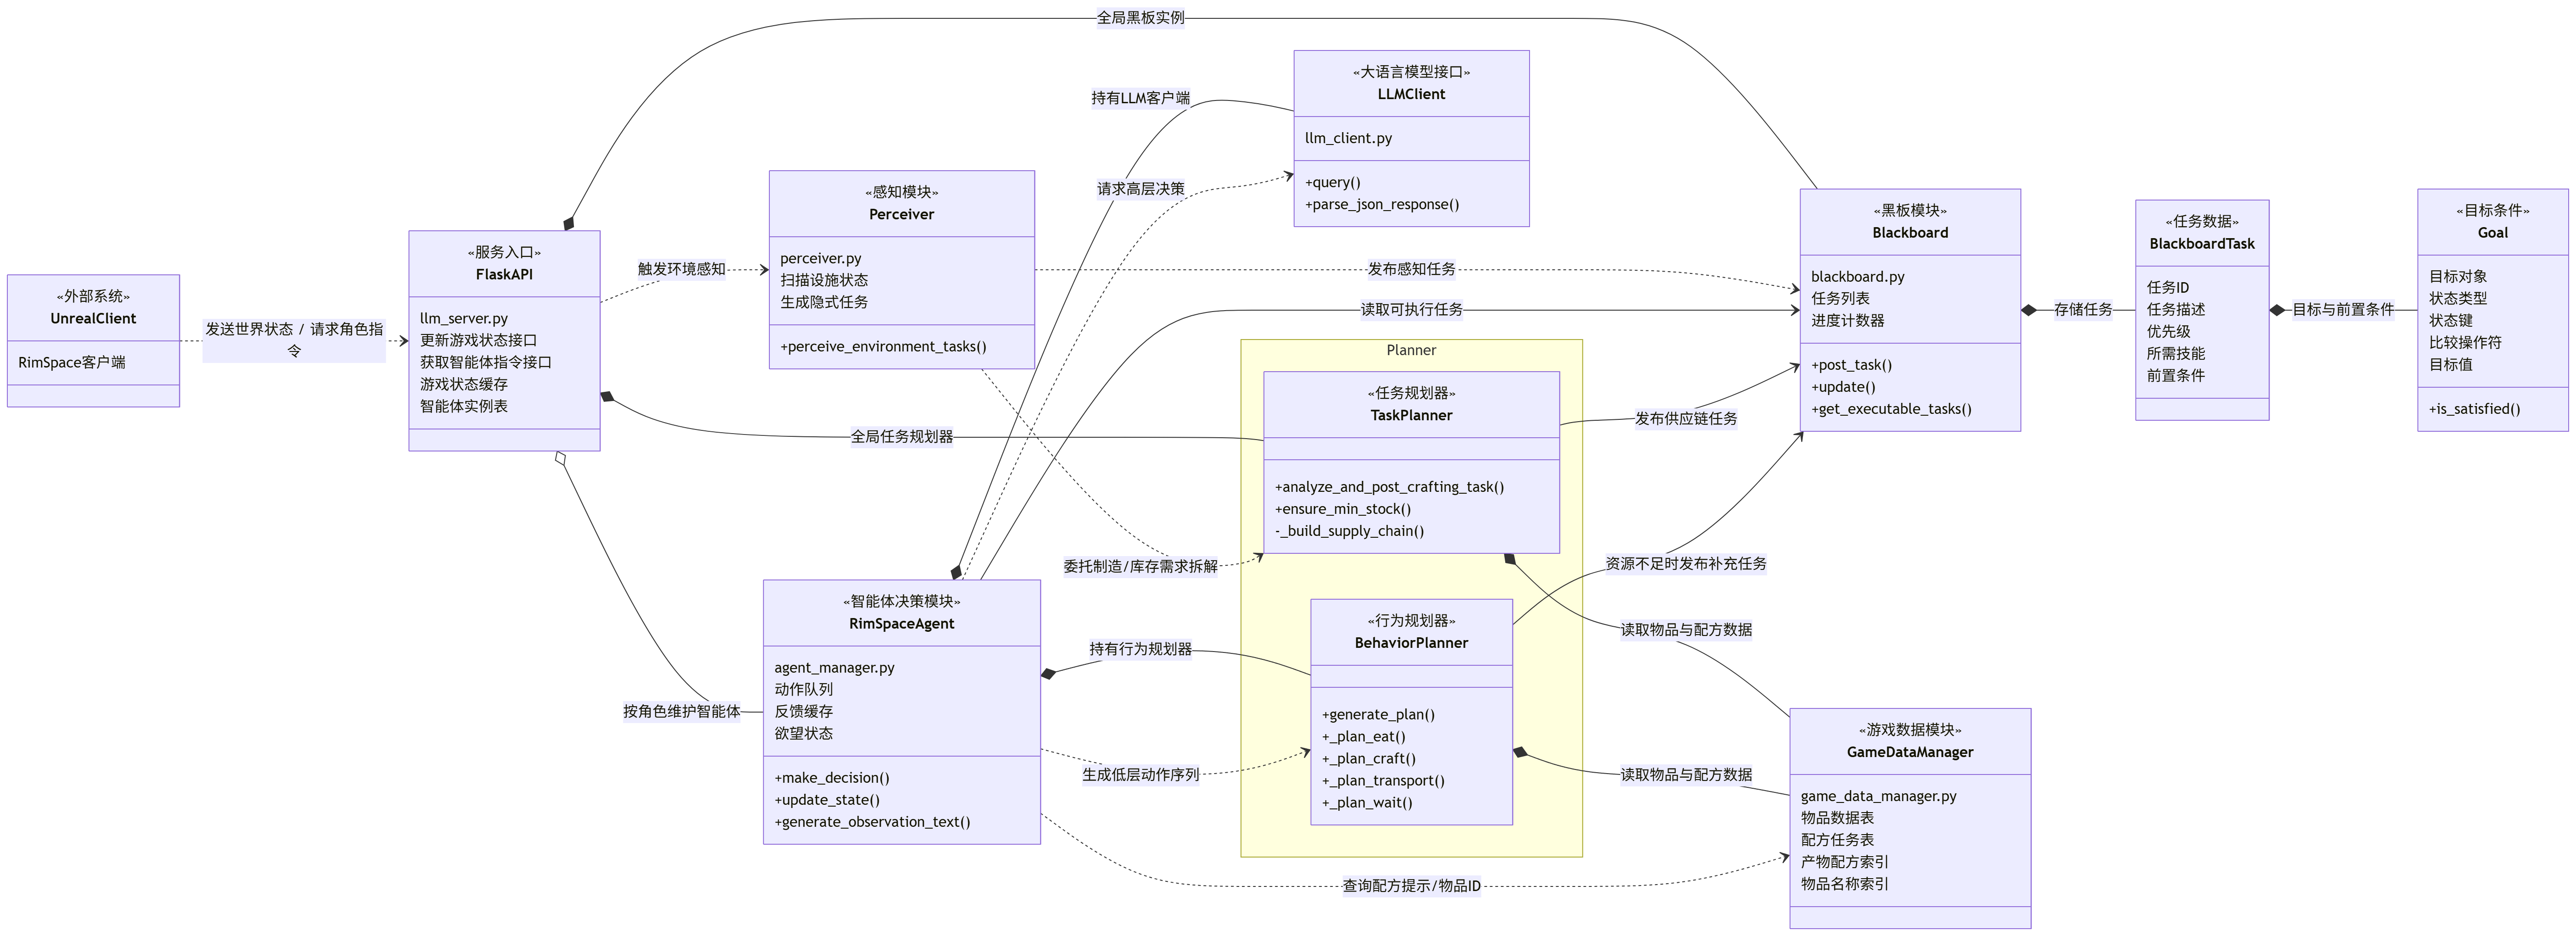 全局黑板实例
«大语言模型接口»
LLMClient
llm_client.py
+query()
+parse_json_response()
持有LLM客户端
请求高层决策
«感知模块»
Perceiver
perceiver.py
扫描设施状态
生成隐式任务
+perceive_environment_tasks()
«外部系统»
UnrealClient
RimSpace客户端
发送世界状态 / 请求角色指
令
«服务入口»
FlaskAPI
llm_server.py
更新游戏状态接口
获取智能体指令接口
游戏状态缓存
智能体实例表
触发环境感知
发布感知任务
读取可执行任务
«黑板模块»
Blackboard
blackboard.py
任务列表
进度计数器
+post_task()
+update()
+get_executable_tasks()
存储任务
«任务数据»
BlackboardTask
任务ID
任务描述
优先级
所需技能
前置条件
目标与前置条件
«目标条件»
Goal
目标对象
状态类型
状态键
比较操作符
目标值
+is_satisfied()
Planner
«任务规划器»
TaskPlanner
+analyze_and_post_crafting_task()
+ensure_min_stock()
-_build_supply_chain()
全局任务规划器
发布供应链任务
委托制造/库存需求拆解
资源不足时发布补充任务
«行为规划器»
BehaviorPlanner
+generate_plan()
+_plan_eat()
+_plan_craft()
+_plan_transport()
+_plan_wait()
读取物品与配方数据
读取物品与配方数据
«智能体决策模块»
RimSpaceAgent
agent_manager.py
动作队列
反馈缓存
欲望状态
+make_decision()
+update_state()
+generate_observation_text()
按角色维护智能体
持有行为规划器
生成低层动作序列
查询配方提示/物品ID
«游戏数据模块»
GameDataManager
game_data_manager.py
物品数据表
配方任务表
产物配方索引
物品名称索引